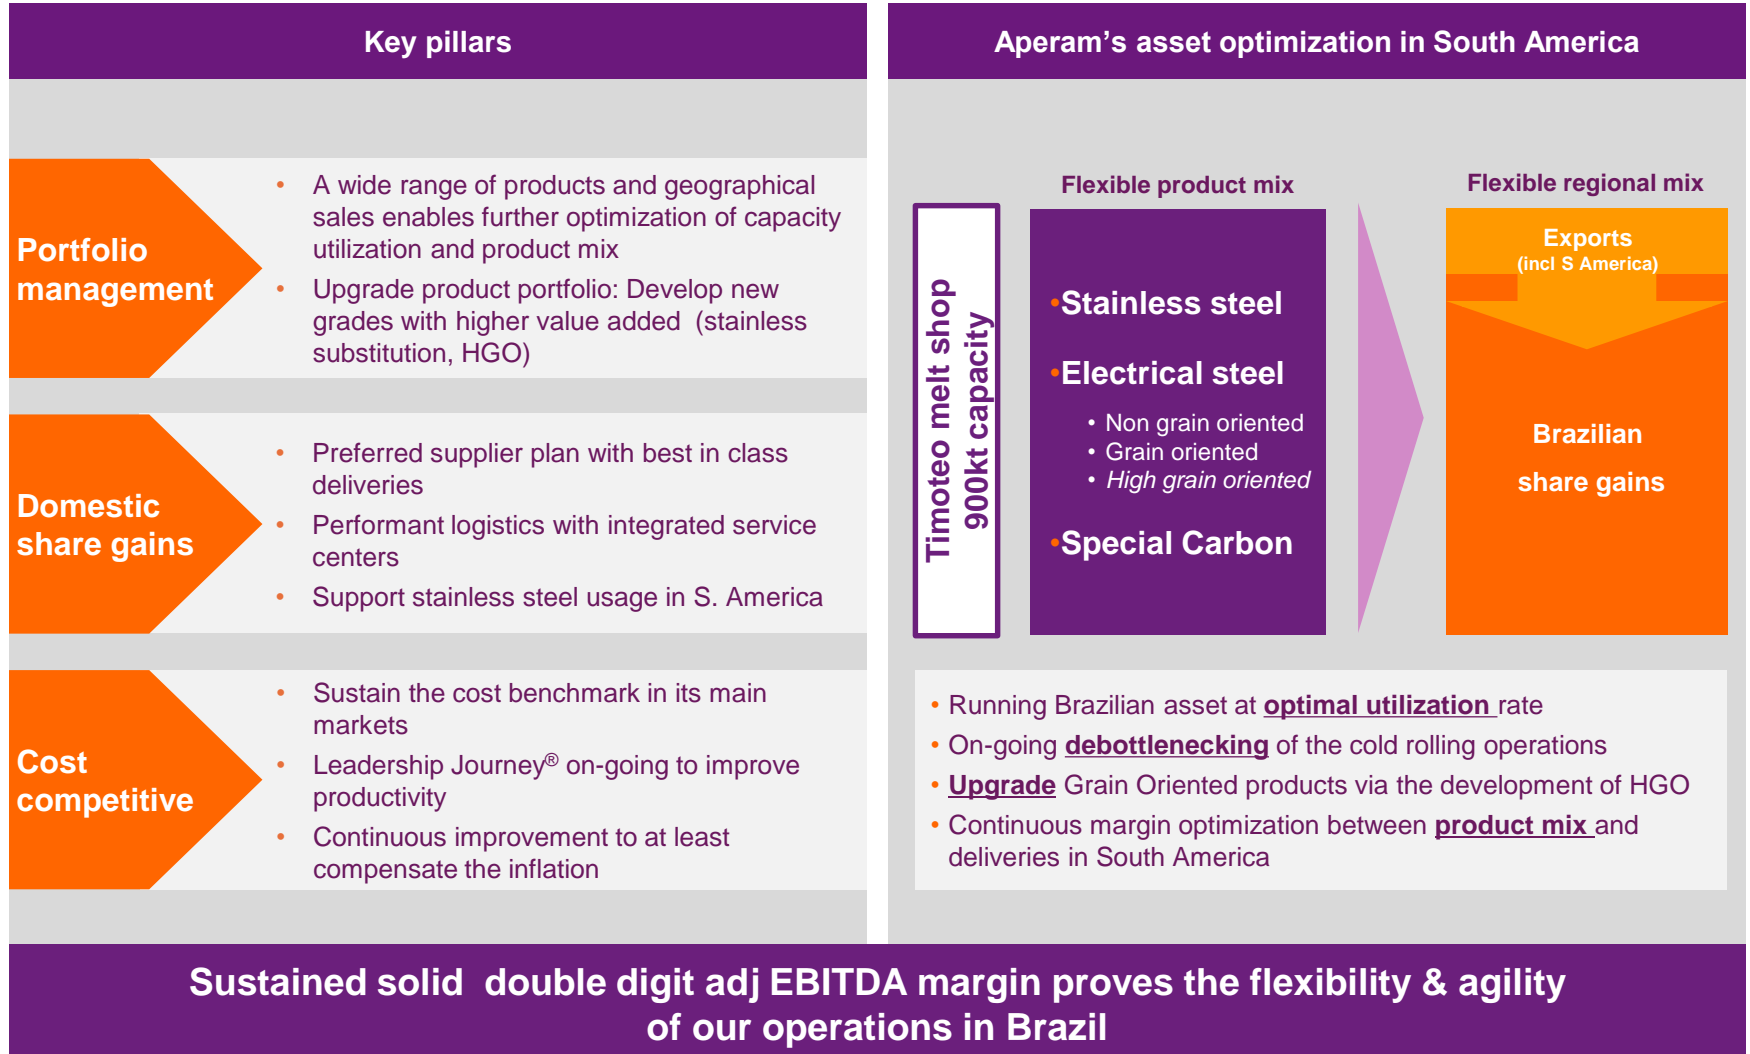 Key pillars
Portfolio
management
• A wide range of products and geographical
sales enables further optimization of capacity
utilization and product mix
• Upgrade product portfolio: Develop new
grades with higher value added (stainless
substitution, HGO)
Domestic
share gains
• Preferred supplier plan with best in class
deliveries
• Performant logistics with integrated service
centers
• Support stainless steel usage in S. America
Cost
competitive
• Sustain the cost benchmark in its main
markets
• Leadership Journey® on-going to improve
productivity
• Continuous improvement to at least
compensate the inflation
Aperam’s asset optimization in South America
Timoteo melt shop
900kt capacity
Flexible product mix
•Stainless steel
•Electrical steel
• Non grain oriented
• Grain oriented
• High grain oriented
•Special Carbon
Flexible regional mix
Exports
(incl S America)
Brazilian
share gains
• Running Brazilian asset at optimal utilization rate
• On-going debottlenecking of the cold rolling operations
• Upgrade Grain Oriented products via the development of HGO
• Continuous margin optimization between product mix and
deliveries in South America
Sustained solid double digit adj EBITDA margin proves the flexibility & agility
of our operations in Brazil